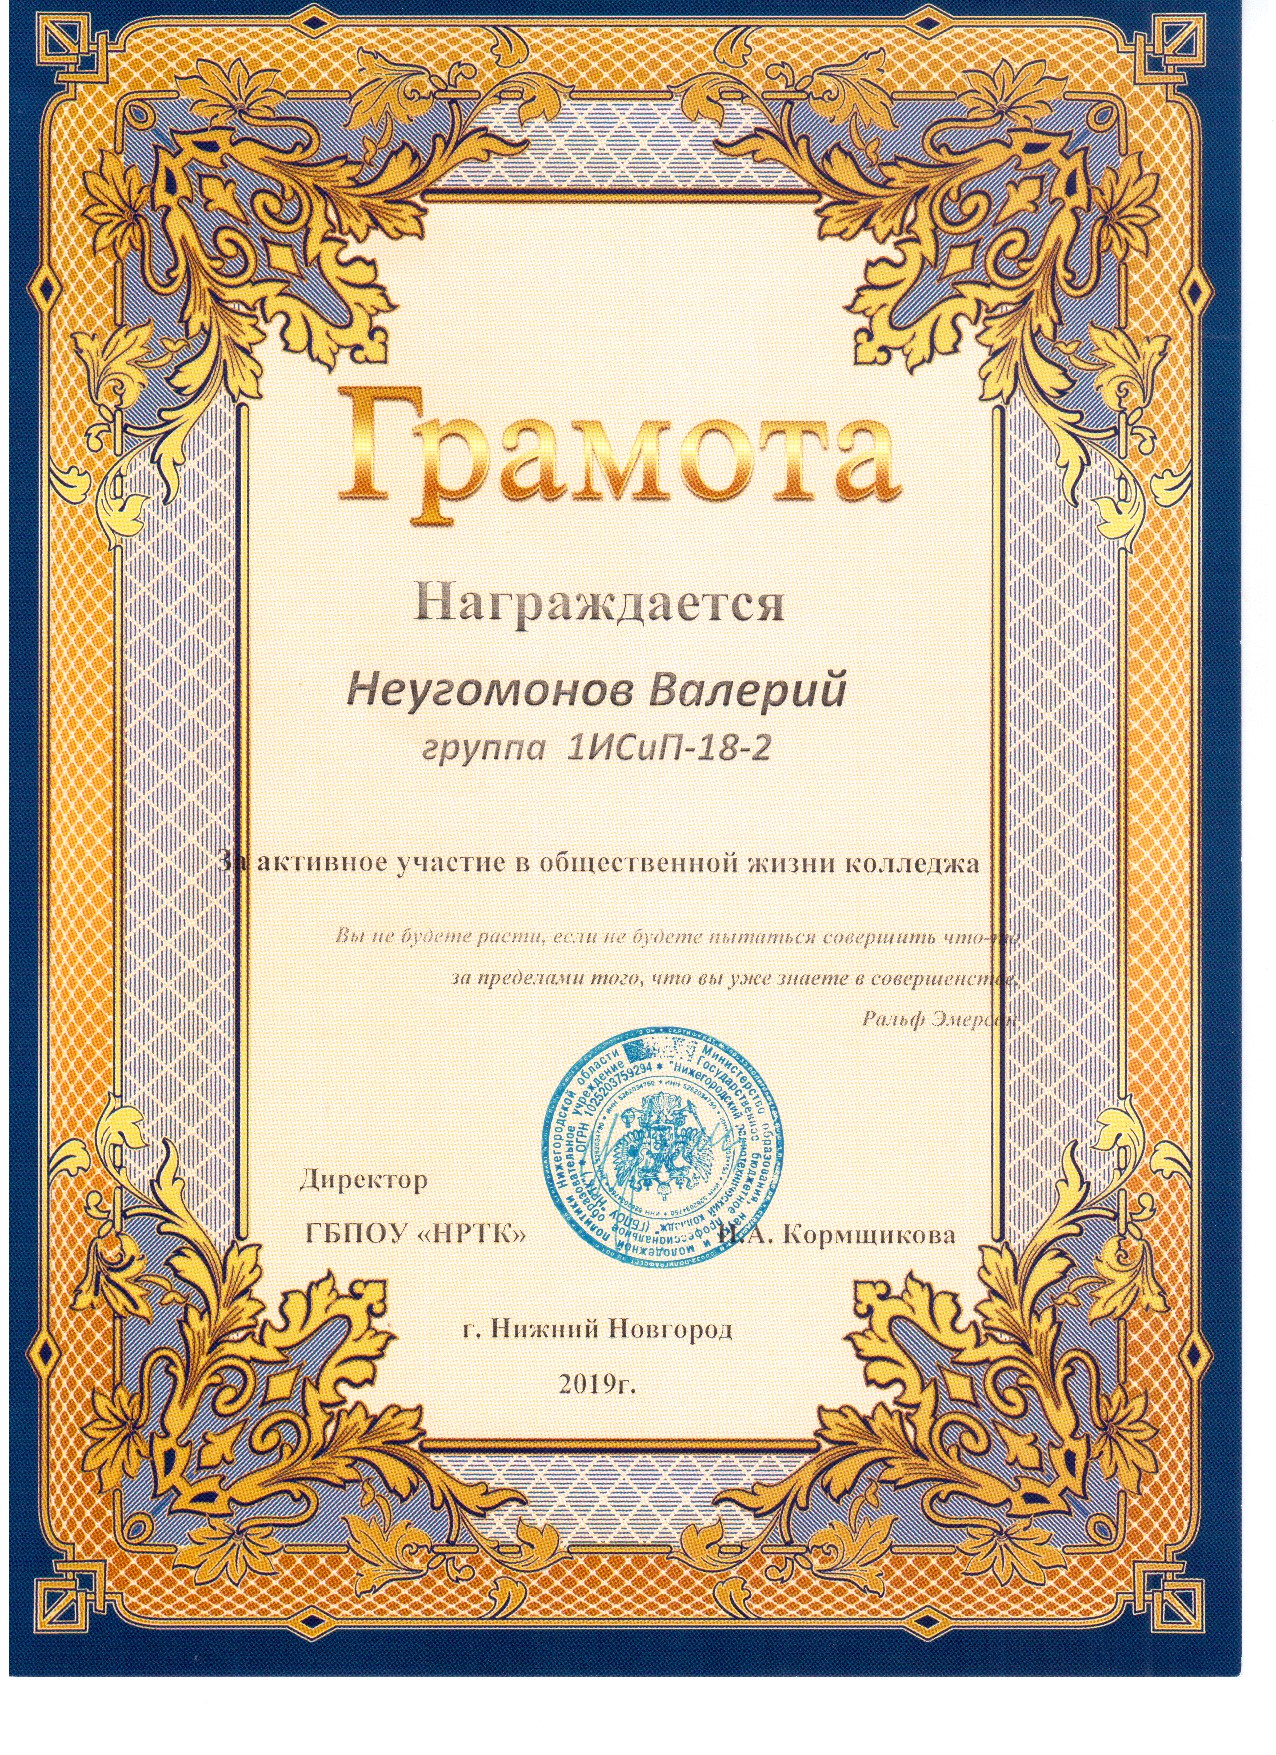 Грамота
Награждается
Неугомонов Валерий
группа 1ИСиП-18-2
За активное участие в общественной жизни колледжа
Вы не будете расти, если не будете пытаться совершить что-то
за пределами того, что вы уже знаете в совершенстве.
Ральф Эмерсон
Министерство образования, науки и молодежной политики Нижегородской области
Государственное бюджетное профессиональное образовательное учреждение
"Нижегородский радиотехнический колледж" (ГБПОУ "НРТК") * ОГРН 1025203759294 *
Директор
ГБПОУ «НРТК»
Н.А. Кормщикова
г. Нижний Новгород
2019г.